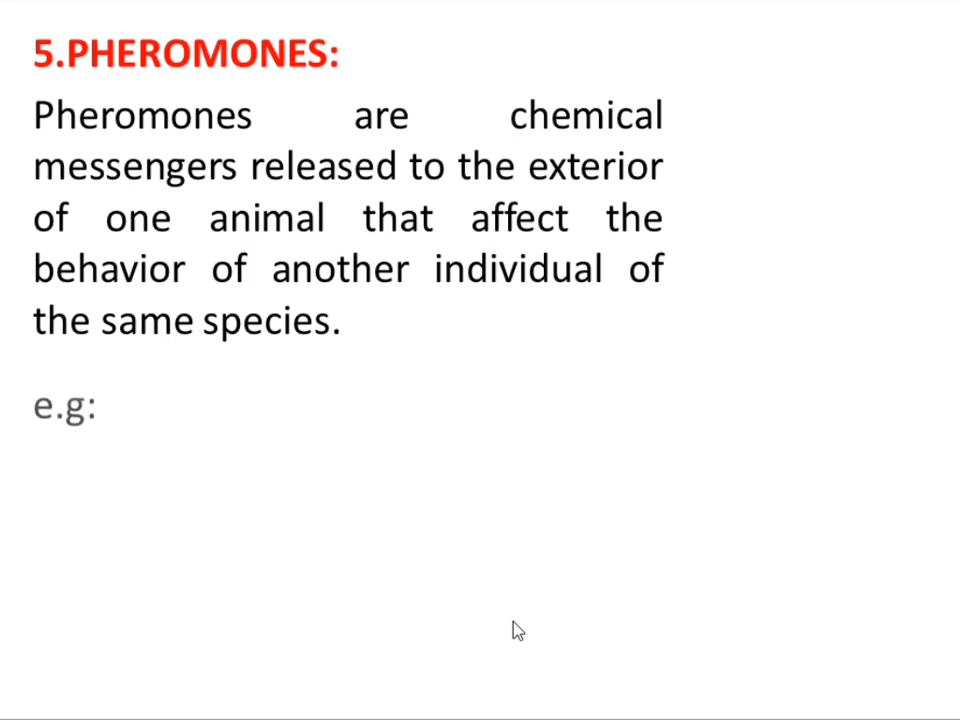 5.PHEROMONES:
Pheromones are chemical
messengers released to the exterior
of one animal that affect the
behavior of another individual of
the same species.
e.g: